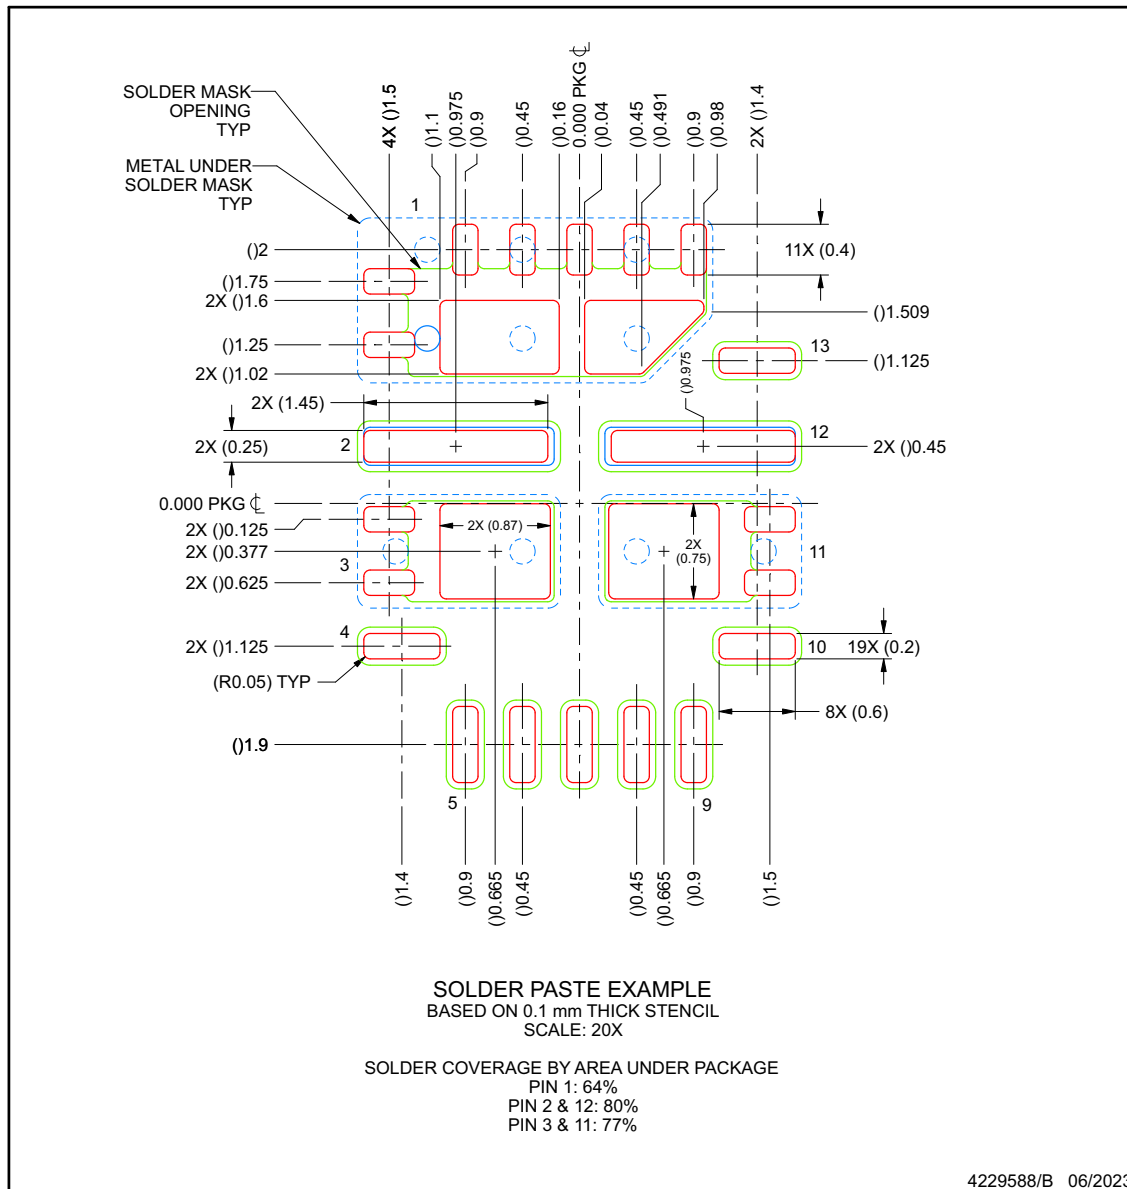 SOLDER MASK
OPENING
TYP
METAL UNDER
SOLDER MASK
TYP
4X ()1.5
()1.1
()0.975
()0.9
()0.45
()0.16
0.000 PKG ℄
()0.04
()0.45
()0.491
()0.9
()0.98
2X ()1.4
1
()2
11X (0.4)
()1.75
2X ()1.6
()1.509
()1.25
13
()1.125
2X ()1.02
()0.975
2X (1.45)
2X (0.25)
2
12
2X ()0.45
0.000 PKG ℄
2X ()0.125
2X (0.87)
2X ()0.377
2X
(0.75)
11
3
2X ()0.625
4
2X ()1.125
10
19X (0.2)
(R0.05) TYP
8X (0.6)
()1.9
5
9
()1.4
()0.9
()0.665
()0.45
()0.45
()0.665
()0.9
()1.5
SOLDER PASTE EXAMPLE
BASED ON 0.1 mm THICK STENCIL
SCALE: 20X
SOLDER COVERAGE BY AREA UNDER PACKAGE
PIN 1: 64%
PIN 2 & 12: 80%
PIN 3 & 11: 77%
4229588/B 06/2023